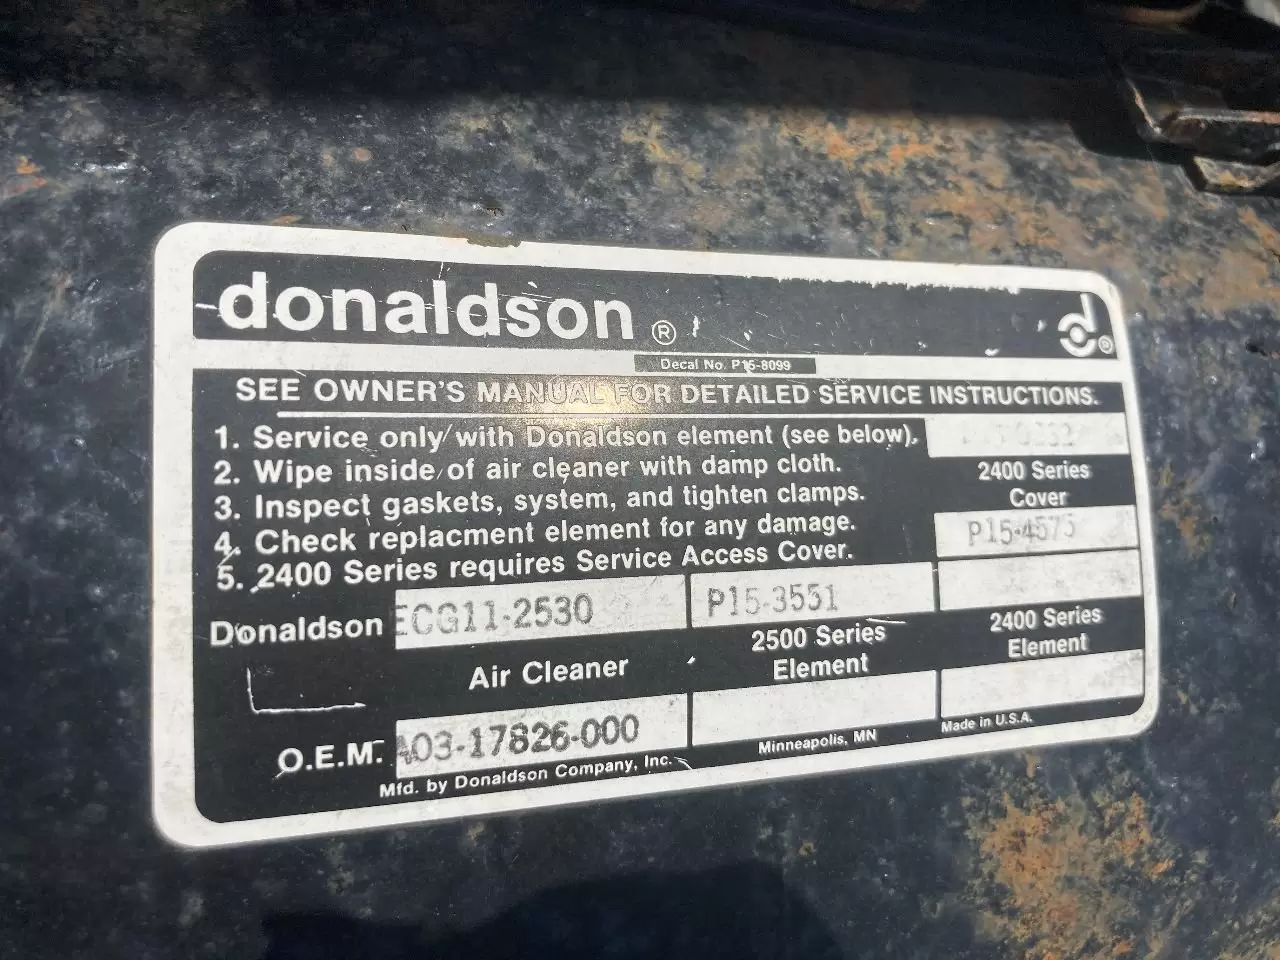 donaldson ®
Decal No. P15-8099
SEE OWNER'S MANUAL FOR DETAILED SERVICE INSTRUCTIONS.
1. Service only with Donaldson element (see below).
2. Wipe inside of air cleaner with damp cloth.
3. Inspect gaskets, system, and tighten clamps.
4. Check replacment element for any damage.
5. 2400 Series requires Service Access Cover.
2400 Series
Cover
P15-4575
Donaldson ECG11-2530 P15-3551
Air Cleaner
2500 Series
Element
2400 Series
Element
O.E.M. A03-17826-000
Mfd. by Donaldson Company, Inc. Minneapolis, MN Made in U.S.A.